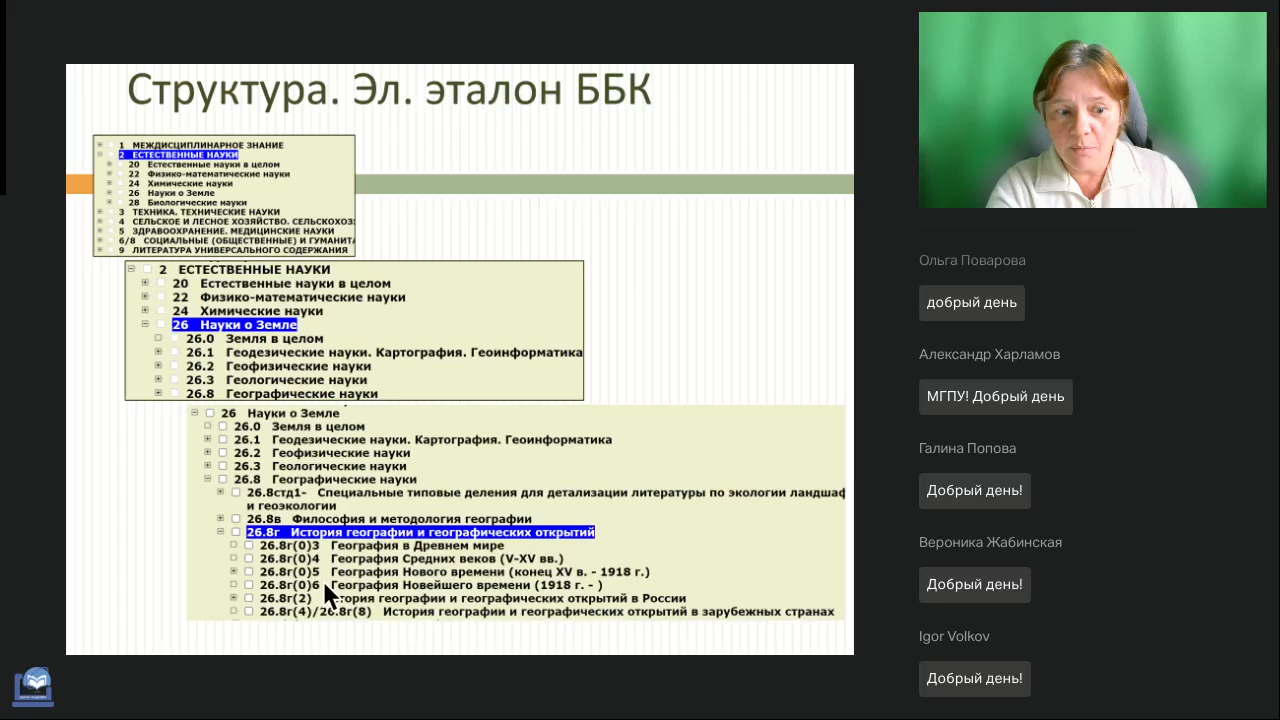 Структура. Эл. эталон ББК
1 МЕЖДИСЦИПЛИНАРНОЕ ЗНАНИЕ
2 ЕСТЕСТВЕННЫЕ НАУКИ
20 Естественные науки в целом
22 Физико-математические науки
24 Химические науки
26 Науки о Земле
28 Биологические науки
3 ТЕХНИКА. ТЕХНИЧЕСКИЕ НАУКИ
4 СЕЛЬСКОЕ И ЛЕСНОЕ ХОЗЯЙСТВО. СЕЛЬСКОХОЗ
5 ЗДРАВООХРАНЕНИЕ. МЕДИЦИНСКИЕ НАУКИ
6/8 СОЦИАЛЬНЫЕ (ОБЩЕСТВЕННЫЕ) И ГУМАНИТА
9 ЛИТЕРАТУРА УНИВЕРСАЛЬНОГО СОДЕРЖАНИЯ
2 ЕСТЕСТВЕННЫЕ НАУКИ
20 Естественные науки в целом
22 Физико-математические науки
24 Химические науки
26 Науки о Земле
26.0 Земля в целом
26.1 Геодезические науки. Картография. Геоинформатика
26.2 Геофизические науки
26.3 Геологические науки
26.8 Географические науки
26 Науки о Земле
26.0 Земля в целом
26.1 Геодезические науки. Картография. Геоинформатика
26.2 Геофизические науки
26.3 Геологические науки
26.8 Географические науки
26.8стд1- Специальные типовые деления для детализации литературы по экологии ландшаф
и геоэкологии
26.8в Философия и методология географии
26.8г История географии и географических открытий
26.8г(0)3 География в Древнем мире
26.8г(0)4 География Средних веков (V-XV вв.)
26.8г(0)5 География Нового времени (конец XV в. - 1918 г.)
26.8г(0)6 География Новейшего времени (1918 г. - )
26.8г(2) стория географии и географических открытий в России
26.8г(4)/26.8г(8) История географии и географических открытий в зарубежных странах
Ольга Поварова
добрый день
Александр Харламов
МГПУ! Добрый день
Галина Попова
Добрый день!
Вероника Жабинская
Добрый день!
Igor Volkov
Добрый день!